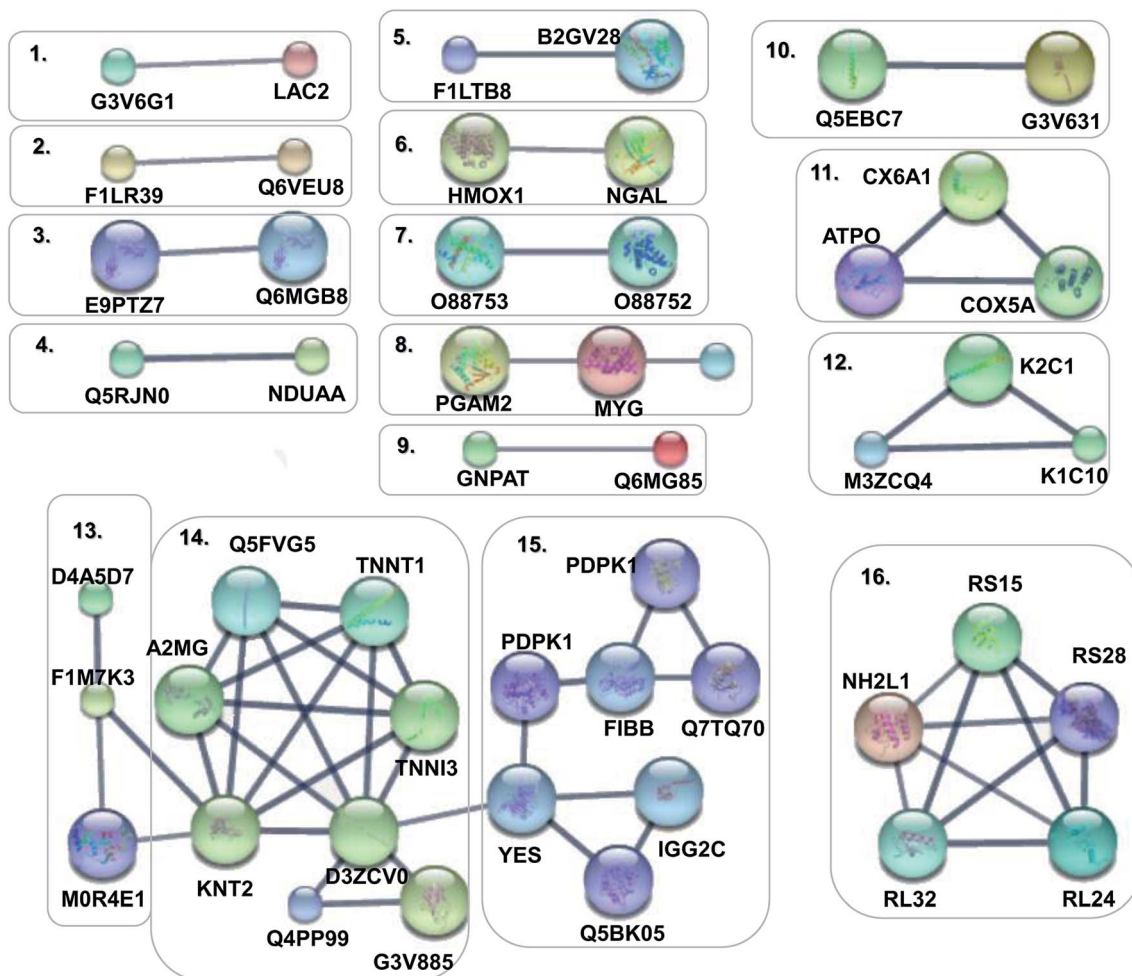 1.
G3V6G1
LAC2
2.
F1LR39
Q6VEU8
3.
E9PTZ7
Q6MGB8
4.
Q5RJN0
NDUAA
5.
F1LTB8
B2GV28
6.
HMOX1
NGAL
7.
O88753
O88752
8.
PGAM2
MYG
9.
GNPAT
Q6MG85
10.
Q5EBC7
G3V631
11.
CX6A1
ATPO
COX5A
12.
K2C1
M3ZCQ4
K1C10
13.
D4A5D7
F1M7K3
M0R4E1
14.
Q5FVG5
TNNT1
A2MG
TNNI3
KNT2
D3ZCV0
Q4PP99
G3V885
15.
PDPK1
PDPK1
FIBB
Q7TQ70
YES
IGG2C
Q5BK05
16.
RS15
RS28
NH2L1
RL32
RL24